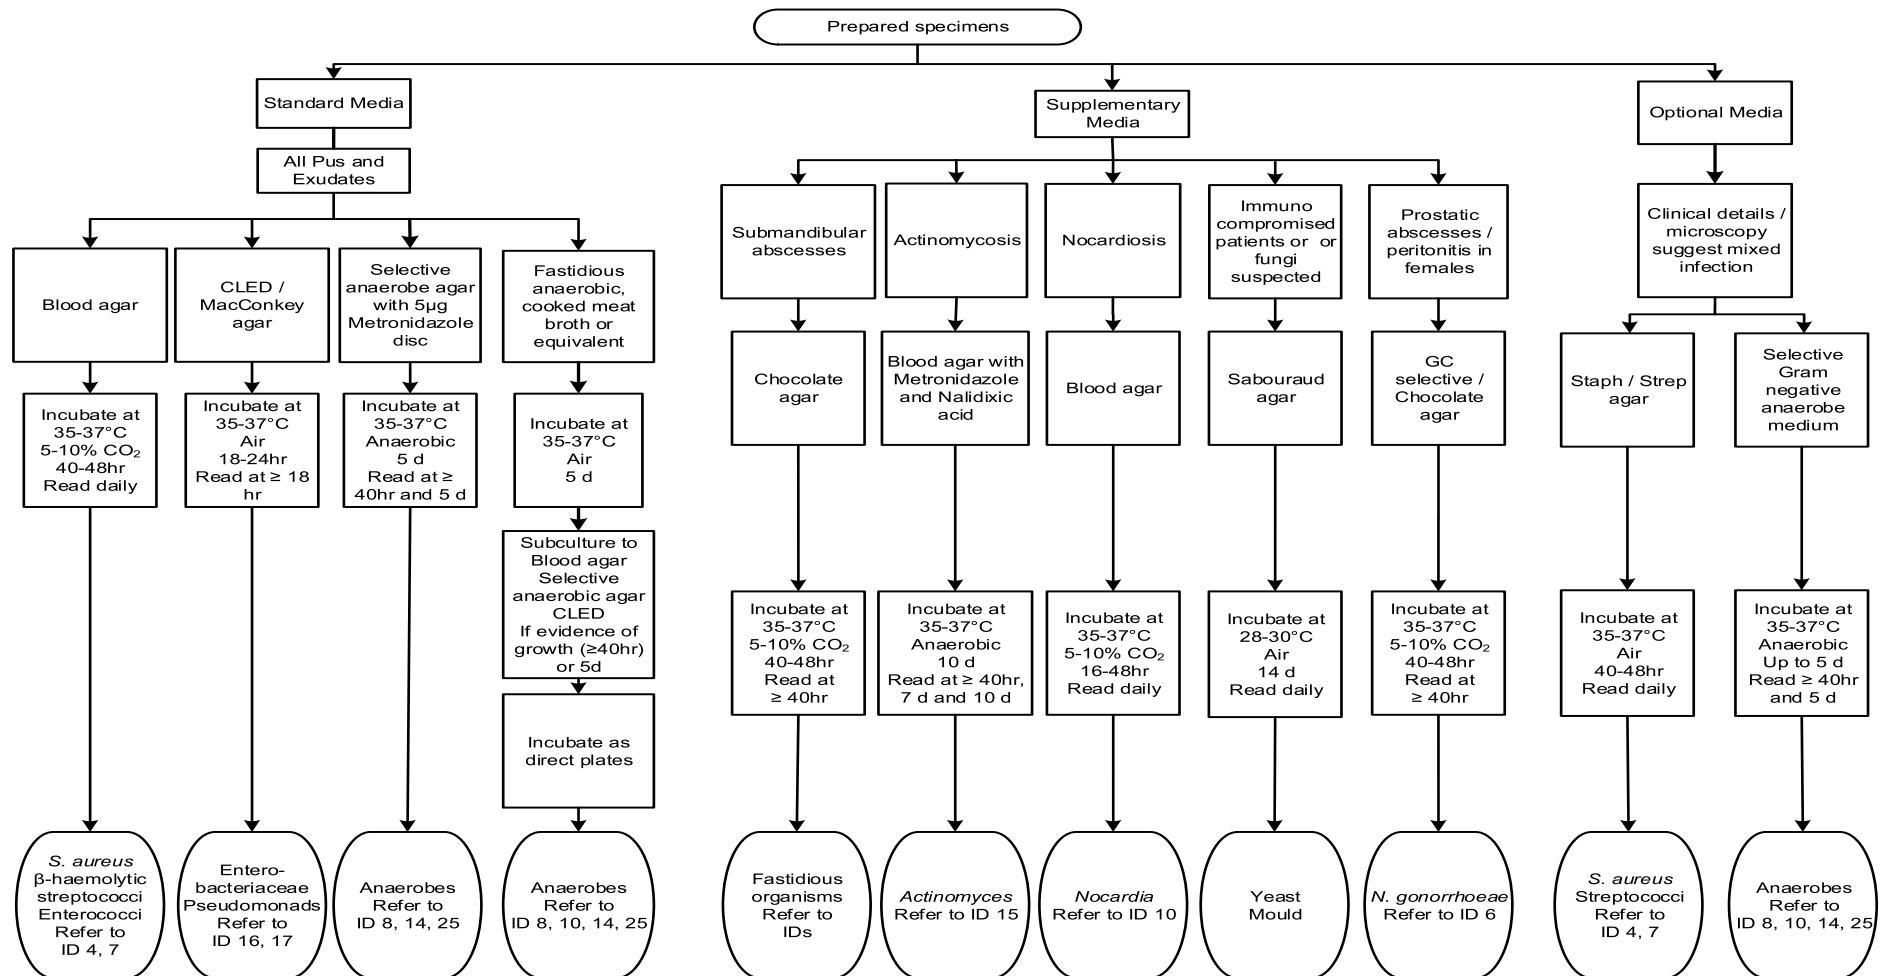 Prepared specimens
Standard Media
Supplementary
Media
Optional Media
All Pus and
Exudates
Blood agar
CLED /
MacConkey
agar
Selective
anaerobe agar
with 5µg
Metronidazole
disc
Fastidious
anaerobic,
cooked meat
broth or
equivalent
Submandibular
abscesses
Actinomycosis
Nocardiosis
Immuno
compromised
patients or or
fungi
suspected
Prostatic
abscesses /
peritonitis in
females
Clinical details /
microscopy
suggest mixed
infection
Chocolate
agar
Blood agar with
Metronidazole
and Nalidixic
acid
Blood agar
Sabouraud
agar
GC
selective /
Chocolate
agar
Staph / Strep
agar
Selective
Gram
negative
anaerobe
medium
Incubate at
35-37°C
5-10% CO₂
40-48hr
Read daily
Incubate at
35-37°C
Air
18-24hr
Read at ≥ 18
hr
Incubate at
35-37°C
Anaerobic
5 d
Read at ≥
40hr and 5 d
Incubate at
35-37°C
Air
5 d
Subculture to
Blood agar
Selective
anaerobic agar
CLED
If evidence of
growth (≥40hr)
or 5d
Incubate as
direct plates
Incubate at
35-37°C
5-10% CO₂
40-48hr
Read at
≥ 40hr
Incubate at
35-37°C
Anaerobic
10 d
Read at ≥ 40hr,
7 d and 10 d
Incubate at
35-37°C
5-10% CO₂
16-48hr
Read daily
Incubate at
28-30°C
Air
14 d
Read daily
Incubate at
35-37°C
5-10% CO₂
40-48hr
Read at
≥ 40hr
Incubate at
35-37°C
Air
40-48hr
Read daily
Incubate at
35-37°C
Anaerobic
Up to 5 d
Read ≥ 40hr
and 5 d
S. aureus
β-haemolytic
streptococci
Enterococci
Refer to
ID 4, 7
Entero-
bacteriaceae
Pseudomonads
Refer to
ID 16, 17
Anaerobes
Refer to
ID 8, 14, 25
Anaerobes
Refer to
ID 8, 10, 14, 25
Fastidious
organisms
Refer to
IDs
Actinomyces
Refer to ID 15
Nocardia
Refer to ID 10
Yeast
Mould
N. gonorrhoeae
Refer to ID 6
S. aureus
Streptococci
Refer to
ID 4, 7
Anaerobes
Refer to
ID 8, 10, 14, 25